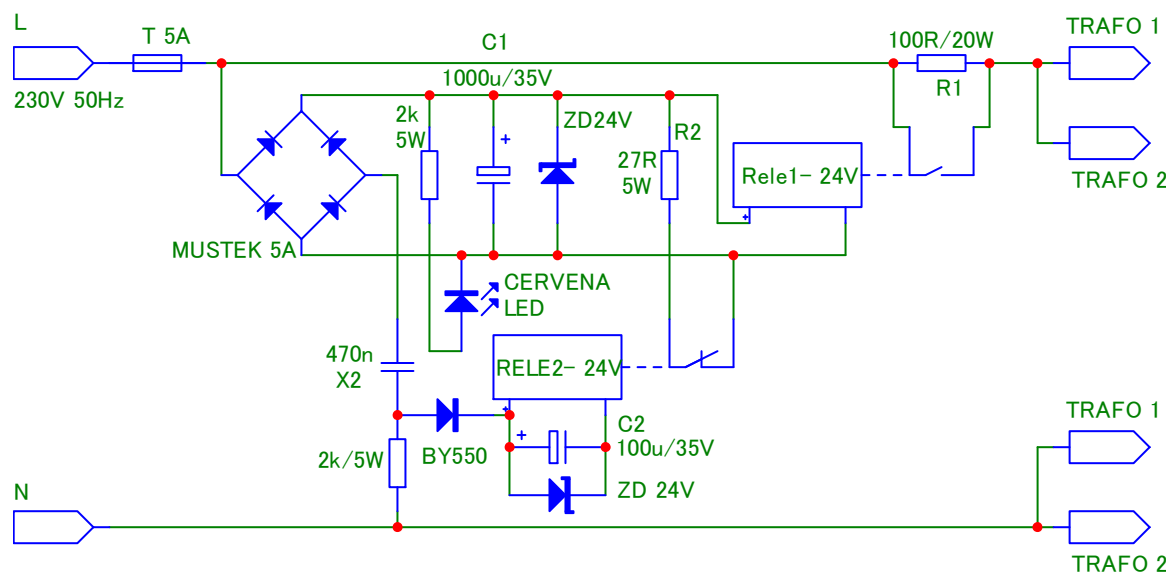 L
T 5A
230V 50Hz
C1
1000u/35V
100R/20W
R1
TRAFO 1
TRAFO 2
2k
5W
ZD24V
R2
27R
5W
Rele1- 24V
MUSTEK 5A
CERVENA
LED
470n
X2
RELE2- 24V
2k/5W
BY550
C2
100u/35V
ZD 24V
TRAFO 1
N
TRAFO 2